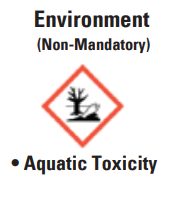 Environment
(Non-Mandatory)
• Aquatic Toxicity